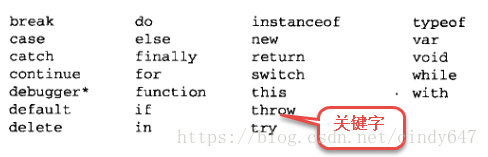 break do instanceof typeof
case else new var
catch finally return void
continue for switch while
debugger* function this with
default if throw
delete in try
关键字
https://blog.csdn.net/cindy647